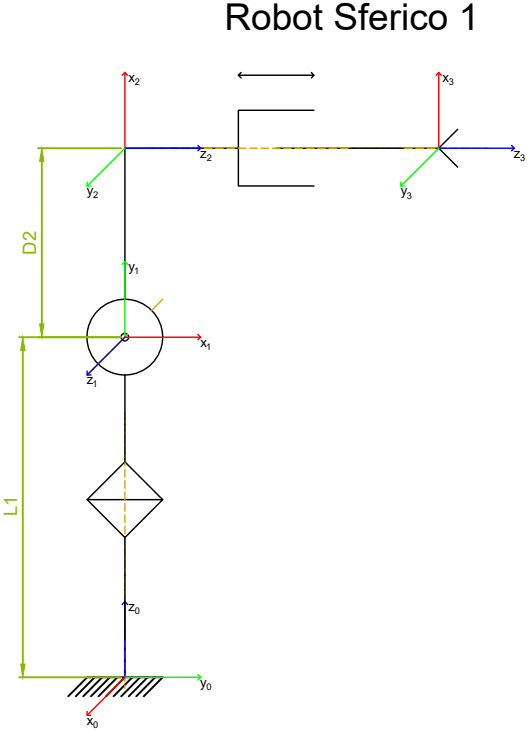 Robot Sferico 1
x₂
x₃
z₂
z₃
y₂
y₃
D2
y₁
x₁
z₁
L1
z₀
y₀
x₀